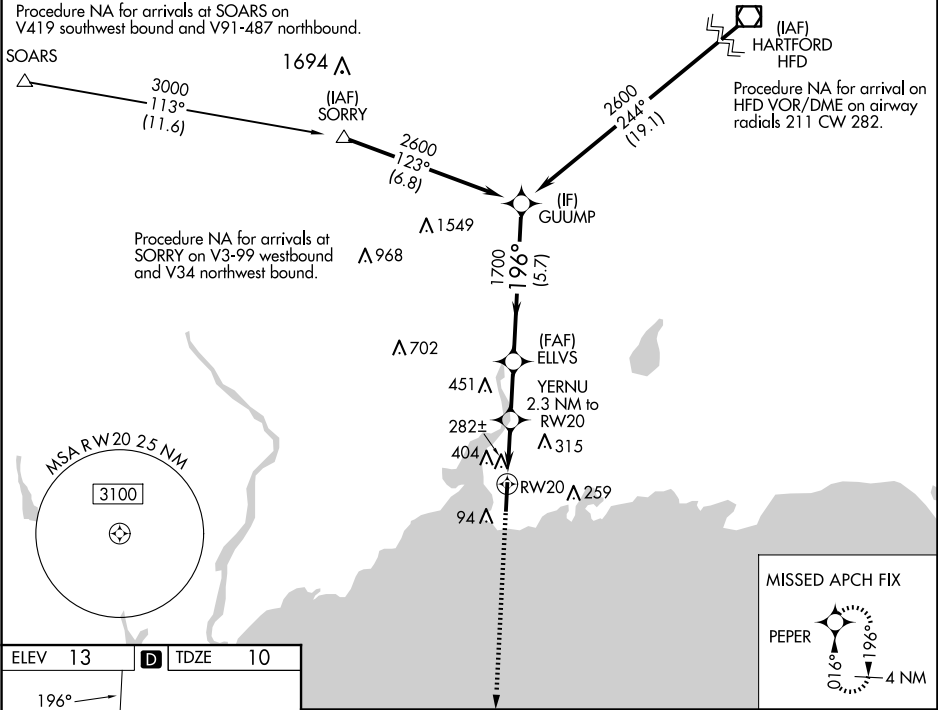 Procedure NA for arrivals at SOARS on
V419 southwest bound and V91-487 northbound.
SOARS
3000
113°
(11.6)
1694
(IAF)
SORRY
2600
123°
(6.8)
(IAF)
HARTFORD
HFD
Procedure NA for arrival on
HFD VOR/DME on airway
radials 211 CW 282.
2600
244°
(19.1)
(IF)
GUUMP
1549
968
Procedure NA for arrivals at
SORRY on V3-99 westbound
and V34 northwest bound.
1700
196°
(5.7)
702
(FAF)
ELLVS
451
YERNU
2.3 NM to
RW20
282±
315
404
RW20
259
94
MSA RW20 25 NM
3100
MISSED APCH FIX
PEPER
016°
196°
4 NM
ELEV 13 D TDZE 10
196°